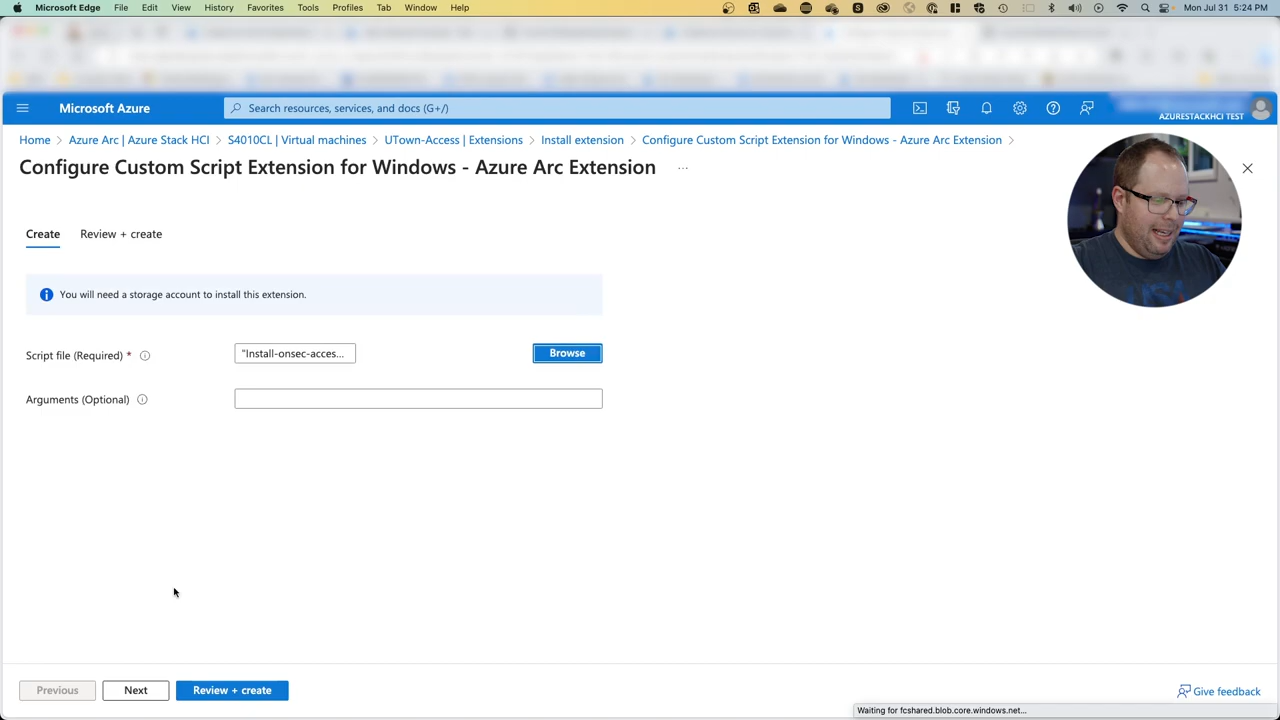 Microsoft Edge File Edit View History Favorites Tools Profiles Tab Window Help Mon Jul 31 5:24 PM
Microsoft Azure Search resources, services, and docs (G+/) AZURESTACKHCI TEST
Home > Azure Arc | Azure Stack HCI > S4010CL | Virtual machines > UTown-Access | Extensions > Install extension > Configure Custom Script Extension for Windows - Azure Arc Extension >
Configure Custom Script Extension for Windows - Azure Arc Extension ...
Create Review + create
You will need a storage account to install this extension.
Script file (Required) * "Install-onsec-acces... Browse
Arguments (Optional)
Previous Next Review + create Give feedback
Waiting for fcshared.blob.core.windows.net...